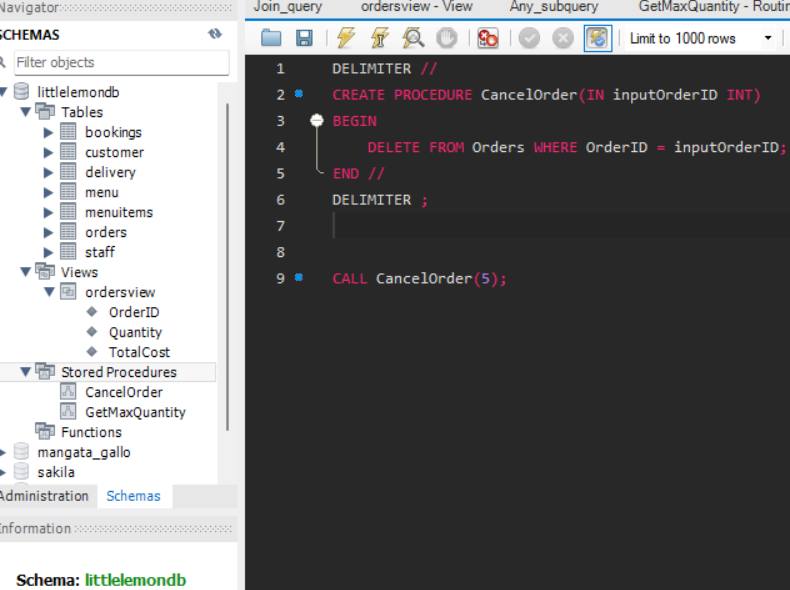 Navigator
SCHEMAS
Filter objects
littlelemondb
Tables
bookings
customer
delivery
menu
menuitems
orders
staff
Views
ordersview
OrderID
Quantity
TotalCost
Stored Procedures
CancelOrder
GetMaxQuantity
Functions
mangata_gallo
sakila
Administration Schemas
Information
Schema: littlelemondb
Join_query ordersview - View Any_subquery GetMaxQuantity - Routin
Limit to 1000 rows
1 DELIMITER //
2 CREATE PROCEDURE CancelOrder(IN inputOrderID INT)
3 BEGIN
4 DELETE FROM Orders WHERE OrderID = inputOrderID;
5 END //
6 DELIMITER ;
7
8
9 CALL CancelOrder(5);